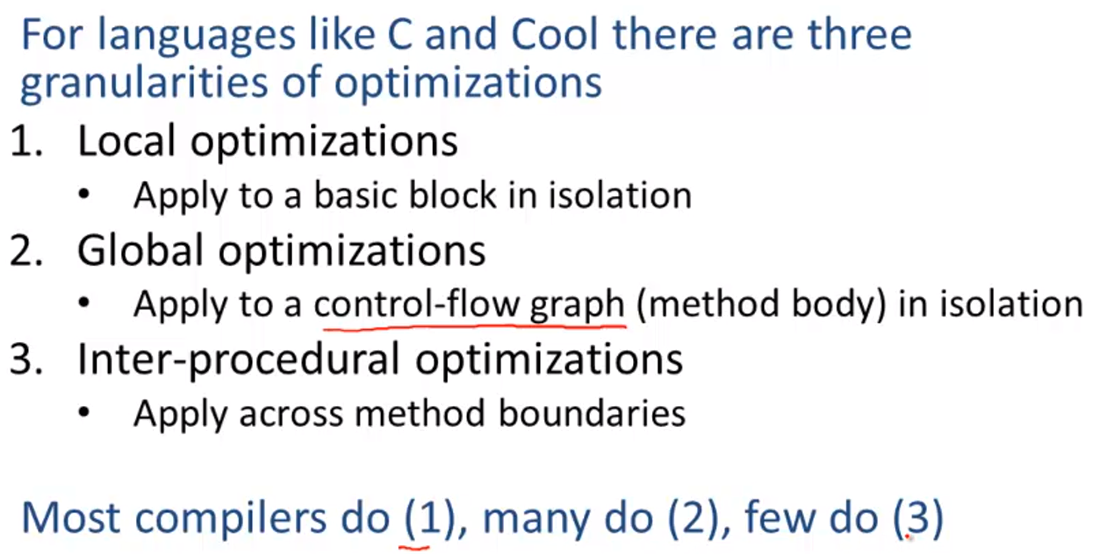 For languages like C and Cool there are three
granularities of optimizations
1. Local optimizations
• Apply to a basic block in isolation
2. Global optimizations
• Apply to a control-flow graph (method body) in isolation
3. Inter-procedural optimizations
• Apply across method boundaries
Most compilers do (1), many do (2), few do (3)